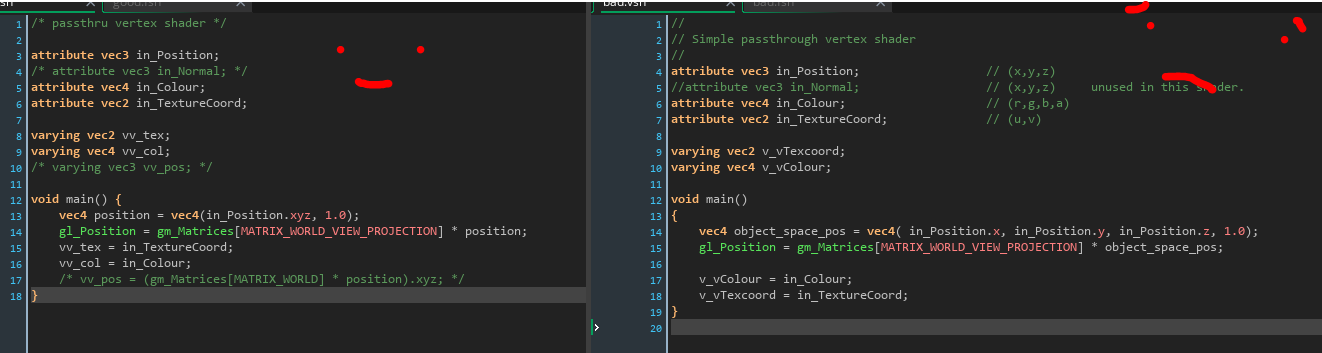 good.fsh
bad.vsh
bad.fsh
1 /* passthru vertex shader */
2
3 attribute vec3 in_Position;
4 /* attribute vec3 in_Normal; */
5 attribute vec4 in_Colour;
6 attribute vec2 in_TextureCoord;
7
8 varying vec2 vv_tex;
9 varying vec4 vv_col;
10 /* varying vec3 vv_pos; */
11
12 void main() {
13 vec4 position = vec4(in_Position.xyz, 1.0);
14 gl_Position = gm_Matrices[MATRIX_WORLD_VIEW_PROJECTION] * position;
15 vv_tex = in_TextureCoord;
16 vv_col = in_Colour;
17 /* vv_pos = (gm_Matrices[MATRIX_WORLD] * position).xyz; */
18 }
1 //
2 // Simple passthrough vertex shader
3 //
4 attribute vec3 in_Position; // (x,y,z)
5 //attribute vec3 in_Normal; // (x,y,z) unused in this shader.
6 attribute vec4 in_Colour; // (r,g,b,a)
7 attribute vec2 in_TextureCoord; // (u,v)
8
9 varying vec2 v_vTexcoord;
10 varying vec4 v_vColour;
11
12 void main()
13 {
14 vec4 object_space_pos = vec4( in_Position.x, in_Position.y, in_Position.z, 1.0);
15 gl_Position = gm_Matrices[MATRIX_WORLD_VIEW_PROJECTION] * object_space_pos;
16
17 v_vColour = in_Colour;
18 v_vTexcoord = in_TextureCoord;
19 }
20